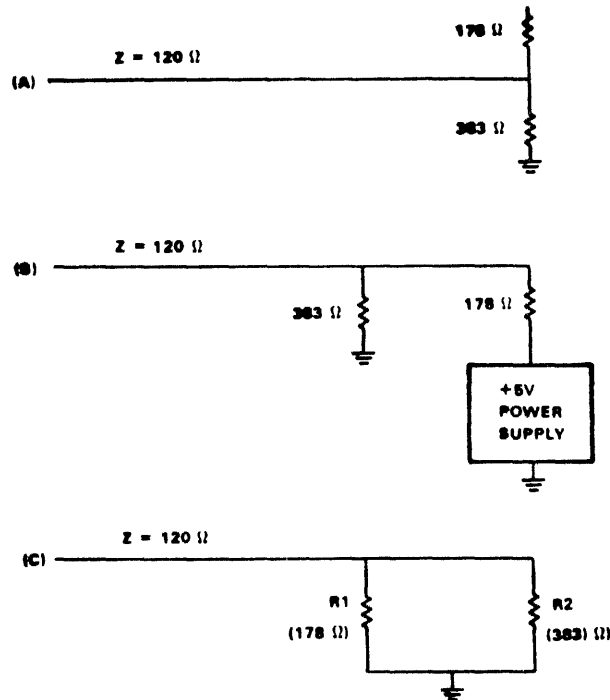 178 Ω
Z = 120 Ω
(A)
383 Ω
Z = 120 Ω
(B)
383 Ω
178 Ω
+5V
POWER
SUPPLY
Z = 120 Ω
(C)
R1
(178 Ω)
R2
(383) Ω)